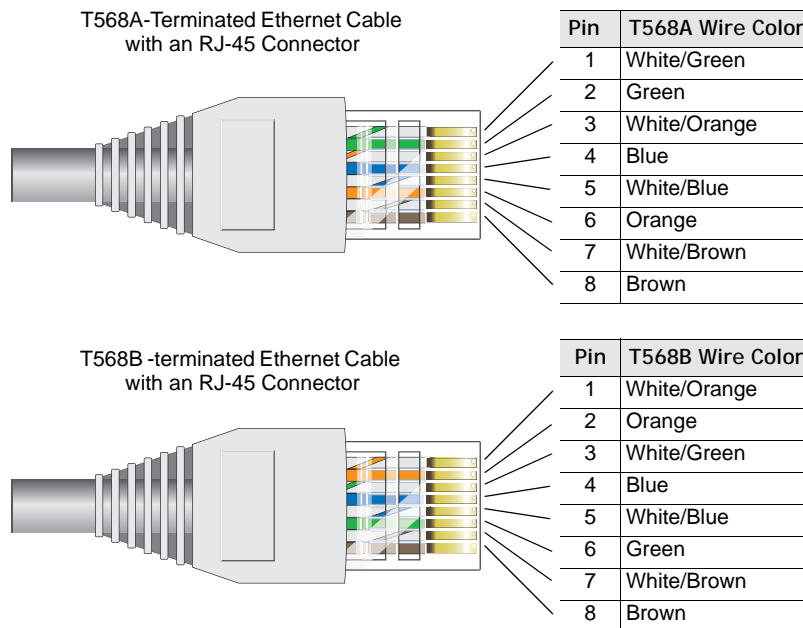 T568A-Terminated Ethernet Cable
with an RJ-45 Connector
Pin T568A Wire Color
1 White/Green
2 Green
3 White/Orange
4 Blue
5 White/Blue
6 Orange
7 White/Brown
8 Brown
T568B -terminated Ethernet Cable
with an RJ-45 Connector
Pin T568B Wire Color
1 White/Orange
2 Orange
3 White/Green
4 Blue
5 White/Blue
6 Green
7 White/Brown
8 Brown